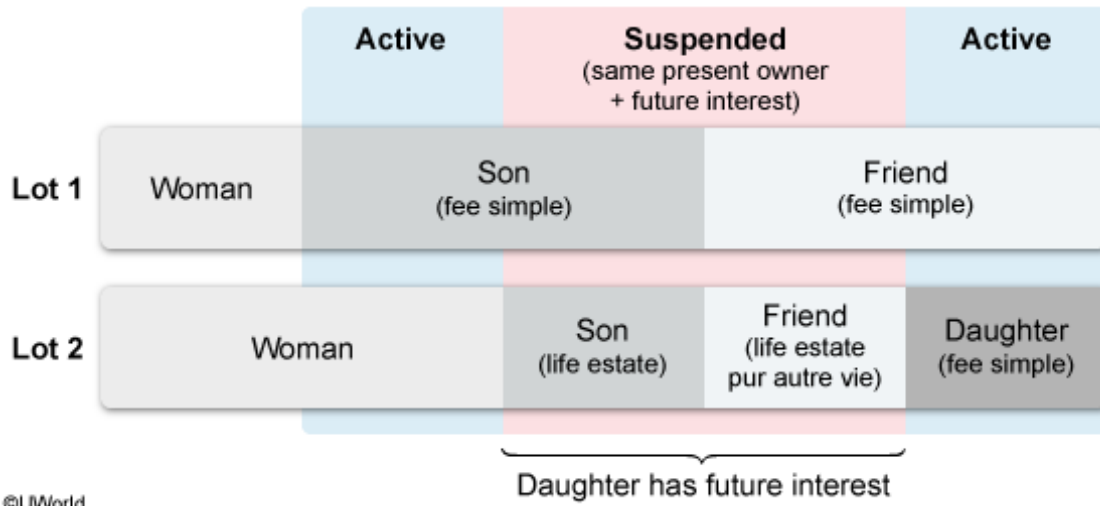 Active
Suspended
(same present owner
+ future interest)
Active
Lot 1
Woman
Son
(fee simple)
Friend
(fee simple)
Lot 2
Woman
Son
(life estate)
Friend
(life estate
pur autre vie)
Daughter
(fee simple)
Daughter has future interest
©UWorld